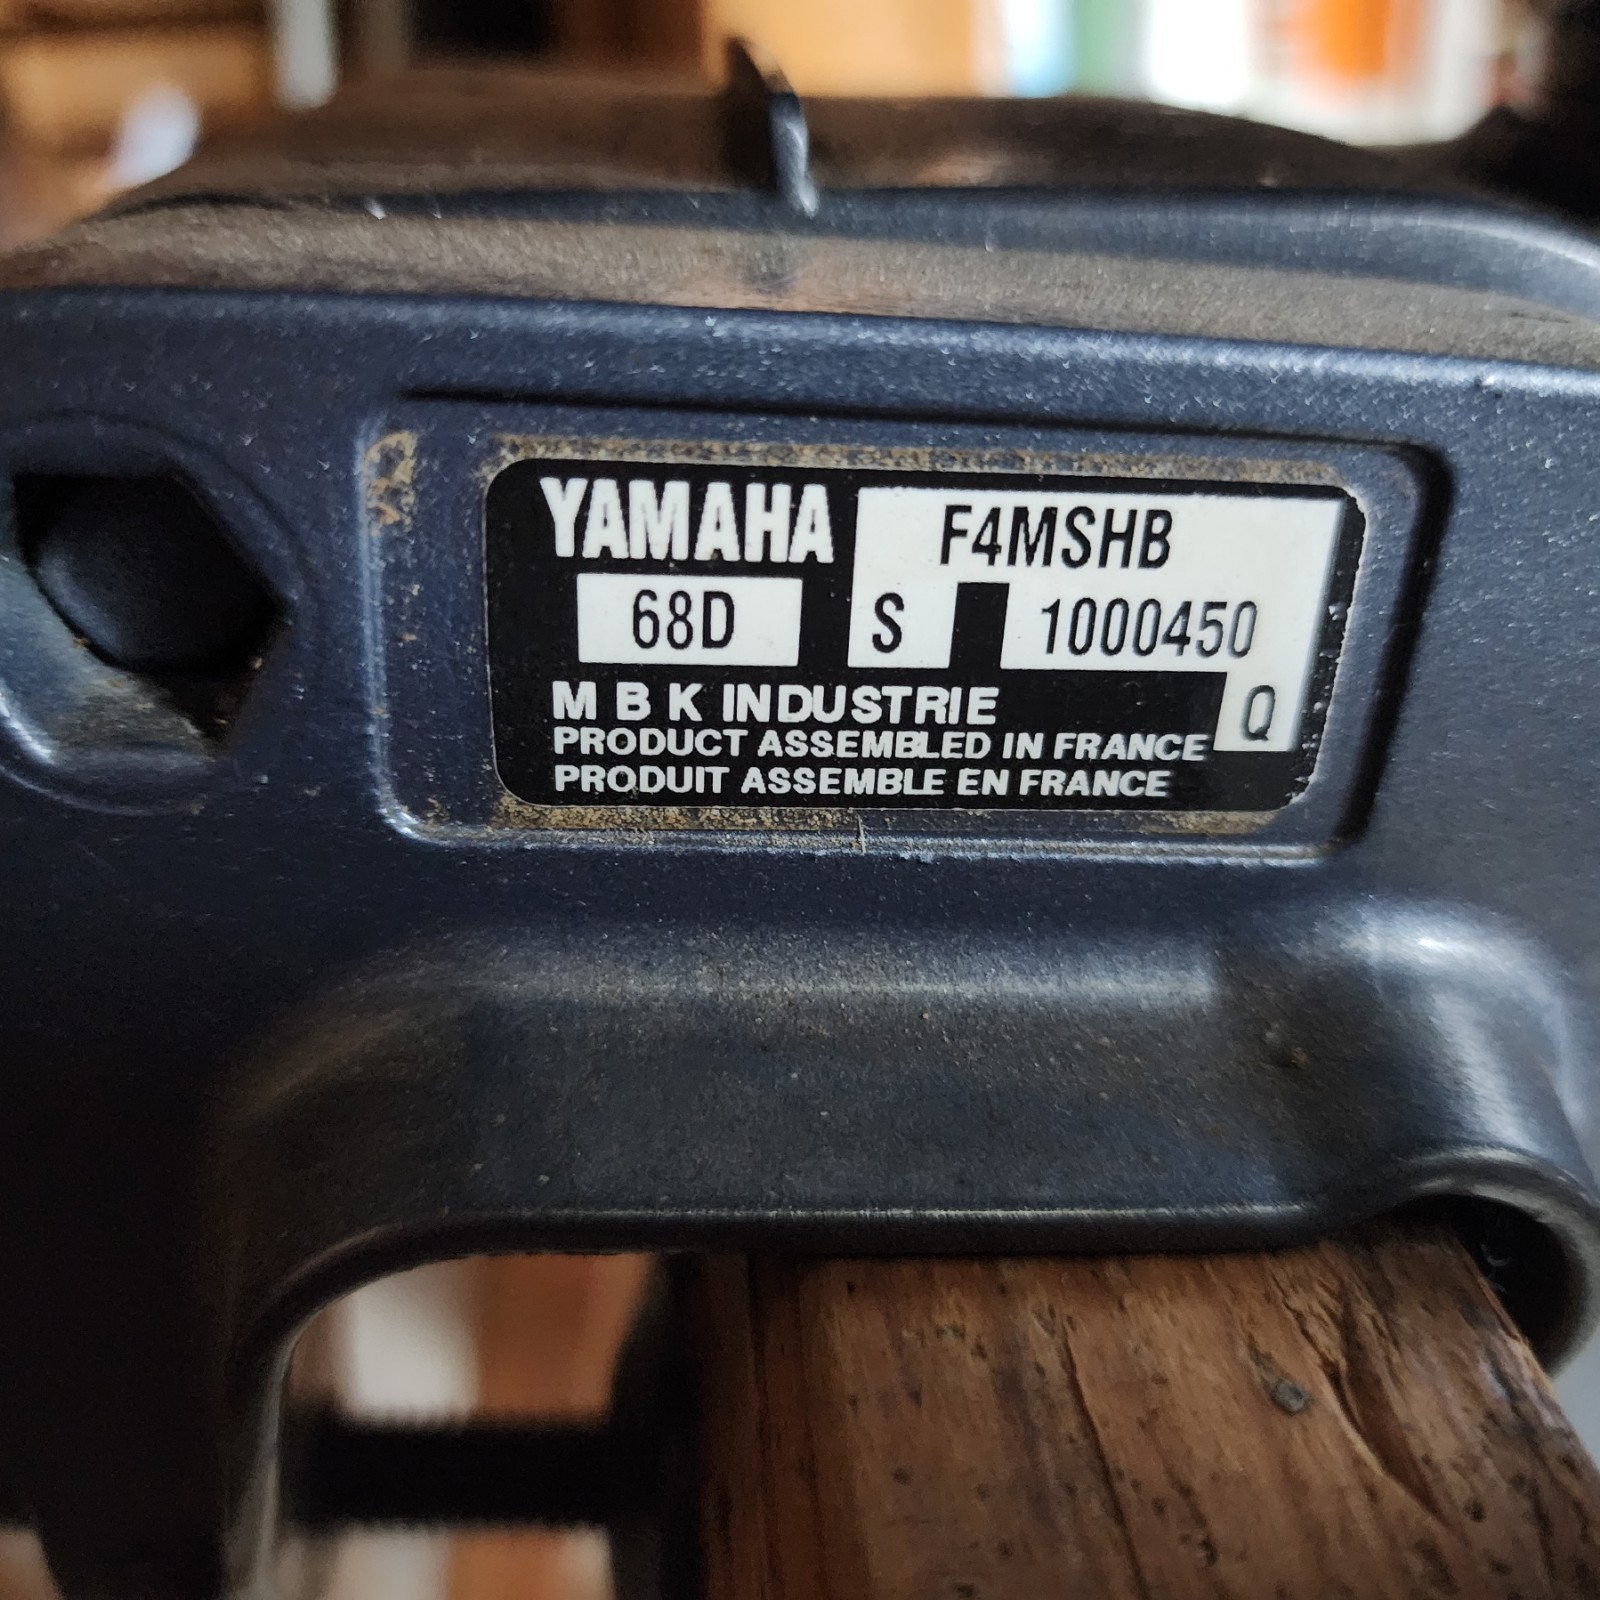 YAMAHA F4MSHB
68D S 1000450
M B K INDUSTRIE Q
PRODUCT ASSEMBLED IN FRANCE
PRODUIT ASSEMBLE EN FRANCE